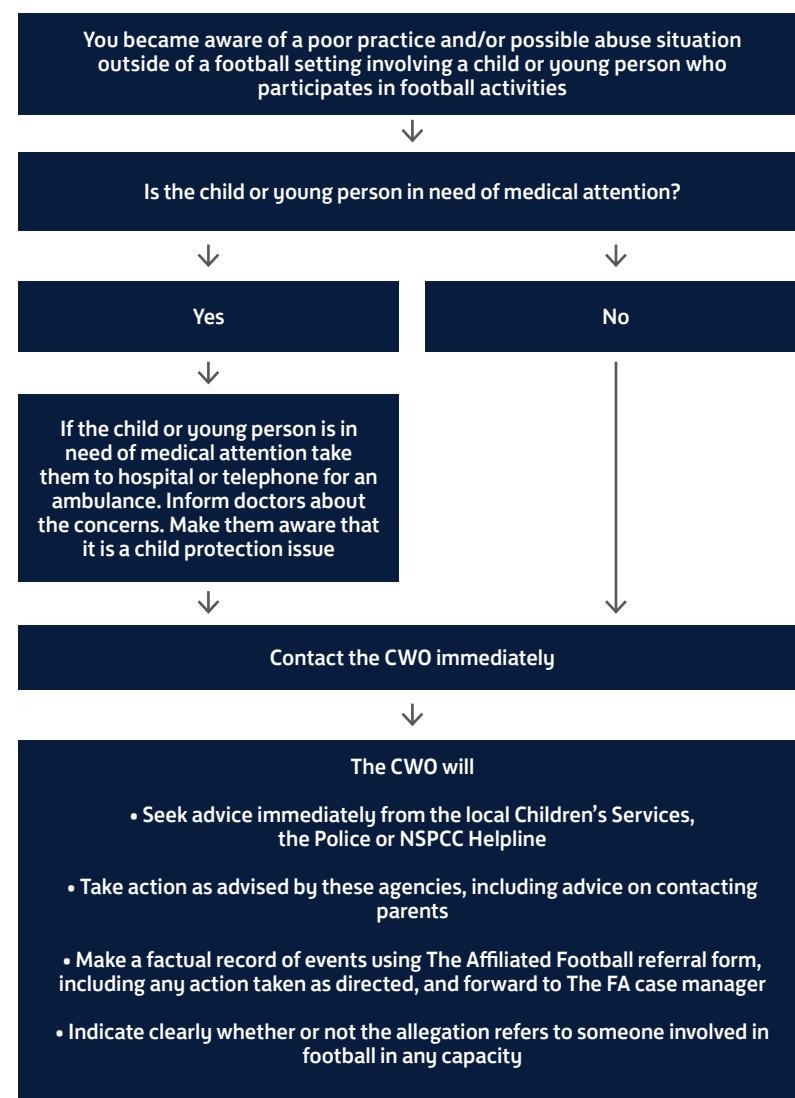 You became aware of a poor practice and/or possible abuse situation
outside of a football setting involving a child or young person who
participates in football activities
Is the child or young person in need of medical attention?
Yes
No
If the child or young person is in
need of medical attention take
them to hospital or telephone for an
ambulance. Inform doctors about
the concerns. Make them aware that
it is a child protection issue
Contact the CWO immediately
The CWO will
• Seek advice immediately from the local Children’s Services,
the Police or NSPCC Helpline
• Take action as advised by these agencies, including advice on contacting
parents
• Make a factual record of events using The Affiliated Football referral form,
including any action taken as directed, and forward to The FA case manager
• Indicate clearly whether or not the allegation refers to someone involved in
football in any capacity